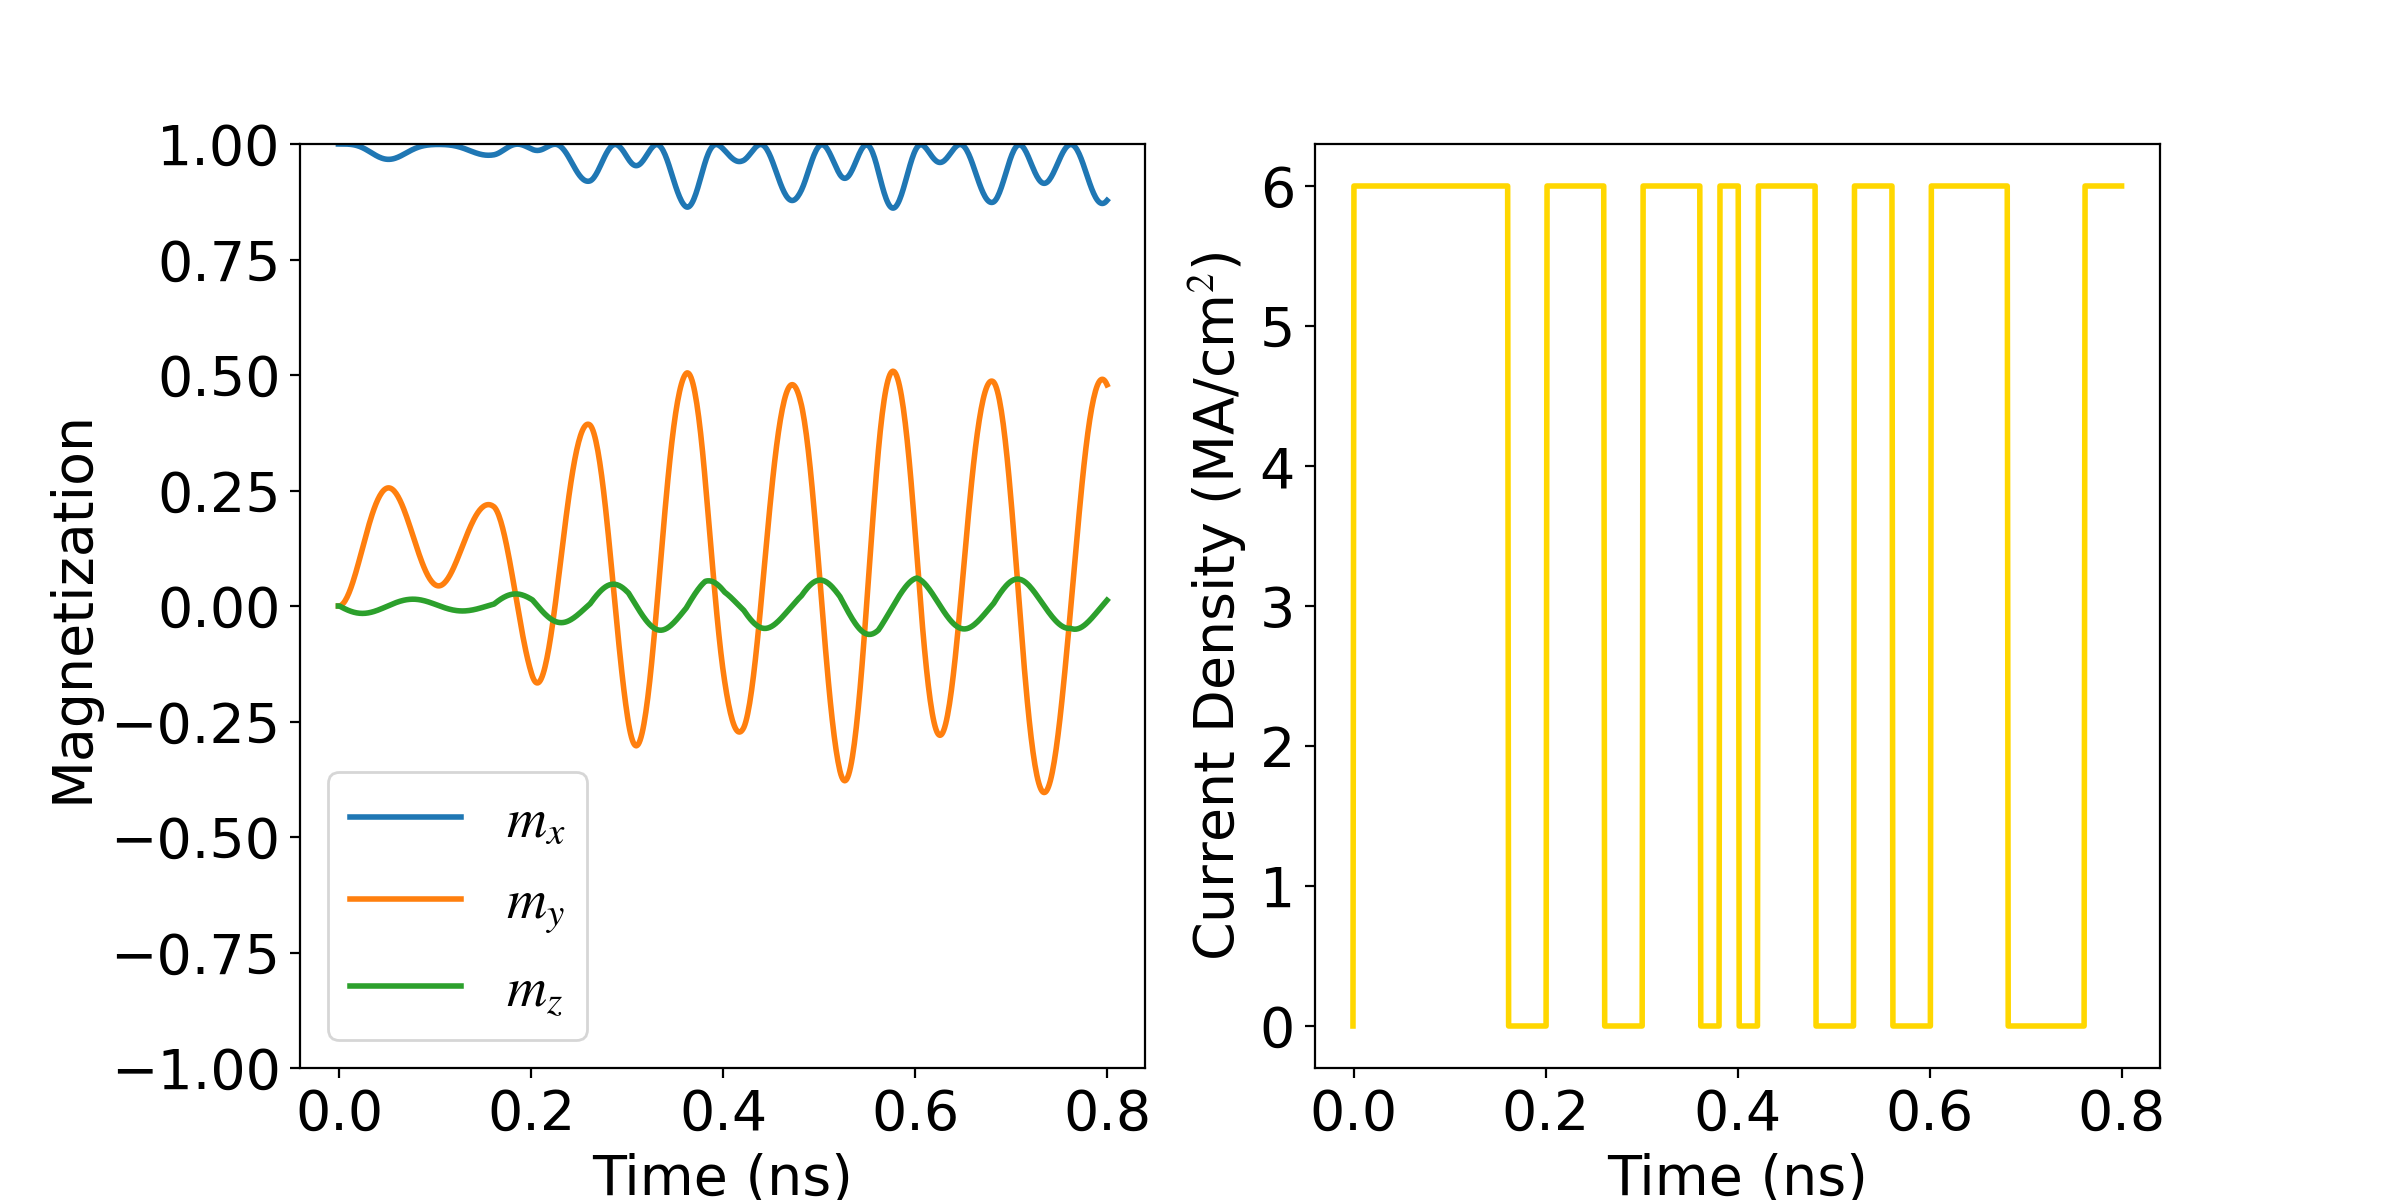 Magnetization
1.00
0.75
0.50
0.25
0.00
−0.25
−0.50
−0.75
−1.00
m_x
m_y
m_z
0.0 0.2 0.4 0.6 0.8
Time (ns)
Current Density (MA/cm²)
6
5
4
3
2
1
0
0.0 0.2 0.4 0.6 0.8
Time (ns)